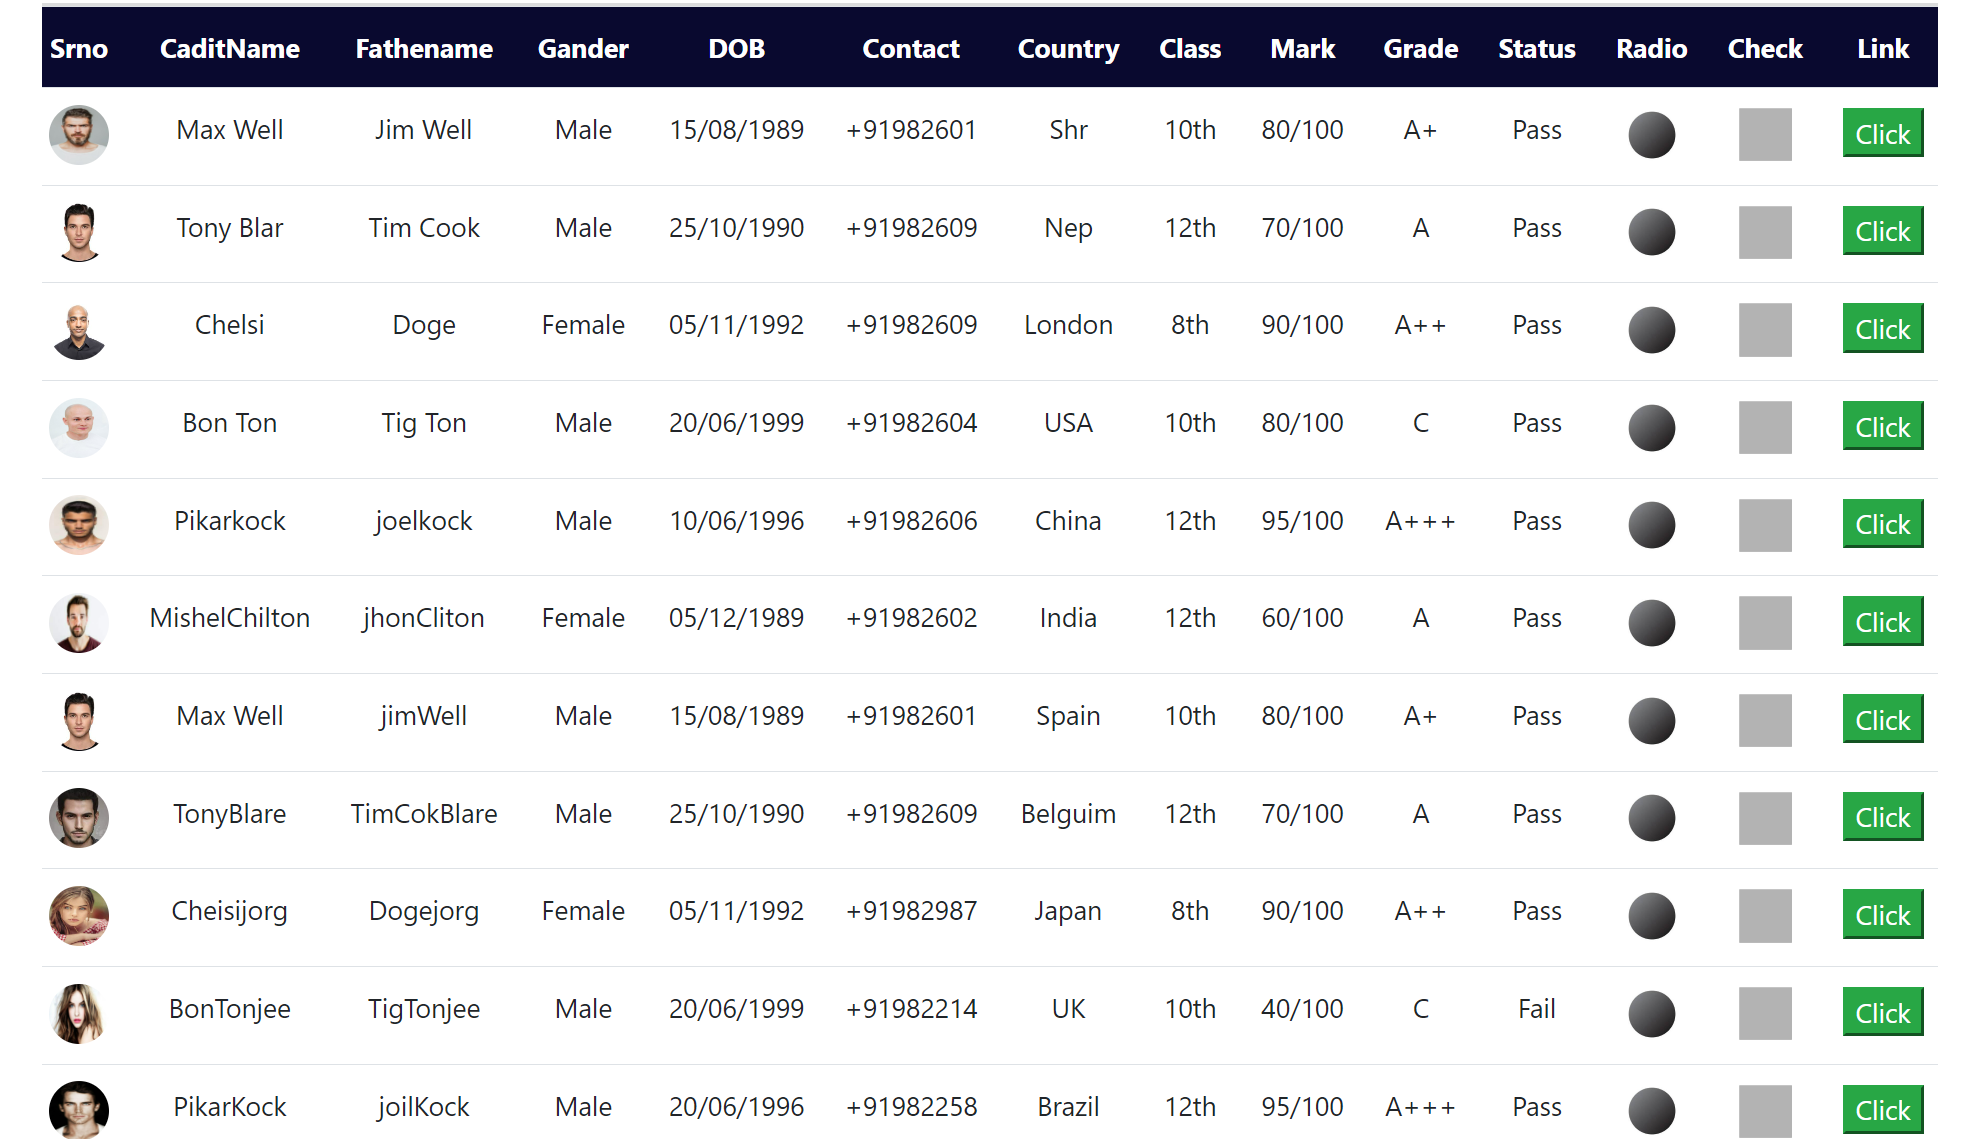 Srno CaditName Fathename Gander DOB Contact Country Class Mark Grade Status Radio Check Link
Max Well Jim Well Male 15/08/1989 +91982601 Shr 10th 80/100 A+ Pass Click
Tony Blar Tim Cook Male 25/10/1990 +91982609 Nep 12th 70/100 A Pass Click
Chelsi Doge Female 05/11/1992 +91982609 London 8th 90/100 A++ Pass Click
Bon Ton Tig Ton Male 20/06/1999 +91982604 USA 10th 80/100 C Pass Click
Pikarkock joelkock Male 10/06/1996 +91982606 China 12th 95/100 A+++ Pass Click
MishelChilton jhonCliton Female 05/12/1989 +91982602 India 12th 60/100 A Pass Click
Max Well jimWell Male 15/08/1989 +91982601 Spain 10th 80/100 A+ Pass Click
TonyBlare TimCokBlare Male 25/10/1990 +91982609 Belguim 12th 70/100 A Pass Click
Cheisijorg Dogejorg Female 05/11/1992 +91982987 Japan 8th 90/100 A++ Pass Click
BonTonjee TigTonjee Male 20/06/1999 +91982214 UK 10th 40/100 C Fail Click
PikarKock joilKock Male 20/06/1996 +91982258 Brazil 12th 95/100 A+++ Pass Click